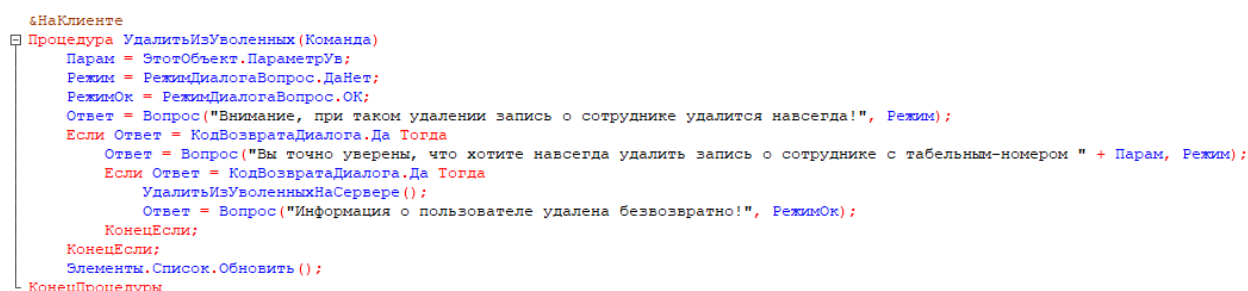 &НаКлиенте
Процедура УдалитьИзУволенных(Команда)
Парам = ЭтотОбъект.ПараметрУв;
Режим = РежимДиалогаВопрос.ДаНет;
РежимОк = РежимДиалогаВопрос.ОК;
Ответ = Вопрос("Внимание, при таком удалении запись о сотруднике удалится навсегда!", Режим);
Если Ответ = КодВозвратаДиалога.Да Тогда
Ответ = Вопрос("Вы точно уверены, что хотите навсегда удалить запись о сотруднике с табельным-номером " + Парам, Режим);
Если Ответ = КодВозвратаДиалога.Да Тогда
УдалитьИзУволенныхНаСервере();
Ответ = Вопрос("Информация о пользователе удалена безвозвратно!", РежимОк);
КонецЕсли;
КонецЕсли;
Элементы.Список.Обновить();
КонецПроцедуры